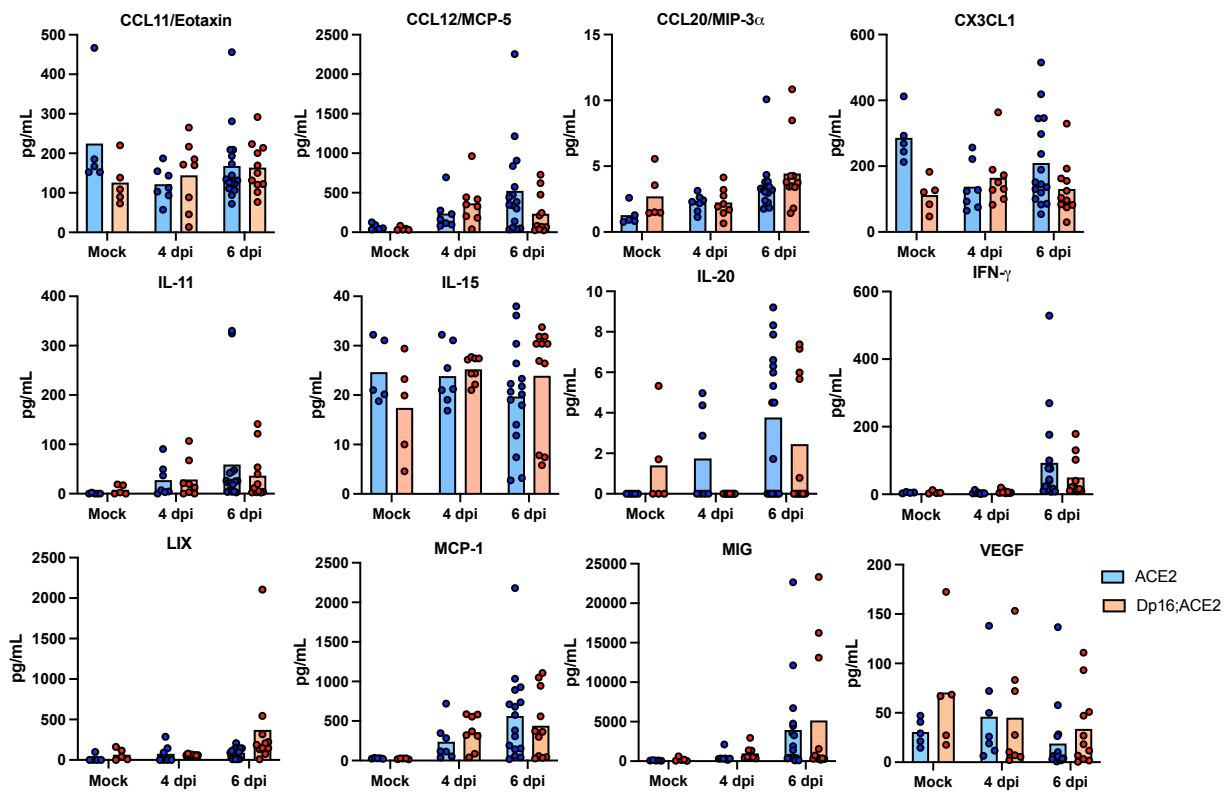 CCL11/Eotaxin
pg/mL
500
400
300
200
100
0
Mock 4 dpi 6 dpi
CCL12/MCP-5
pg/mL
2500
2000
1500
1000
500
0
Mock 4 dpi 6 dpi
CCL20/MIP-3α
pg/mL
15
10
5
0
Mock 4 dpi 6 dpi
CX3CL1
pg/mL
600
400
200
0
Mock 4 dpi 6 dpi
IL-11
pg/mL
400
300
200
100
0
Mock 4 dpi 6 dpi
IL-15
pg/mL
40
30
20
10
0
Mock 4 dpi 6 dpi
IL-20
pg/mL
10
8
6
4
2
0
Mock 4 dpi 6 dpi
IFN-γ
pg/mL
600
400
200
0
Mock 4 dpi 6 dpi
LIX
pg/mL
2500
2000
1500
1000
500
0
Mock 4 dpi 6 dpi
MCP-1
pg/mL
2500
2000
1500
1000
500
0
Mock 4 dpi 6 dpi
MIG
pg/mL
25000
20000
15000
10000
5000
0
Mock 4 dpi 6 dpi
VEGF
pg/mL
200
150
100
50
0
Mock 4 dpi 6 dpi
ACE2
Dp16;ACE2